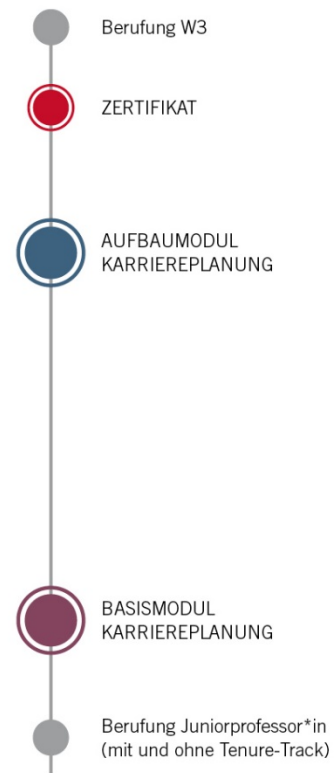 Berufung W3
ZERTIFIKAT
AUFBAUMODUL
KARRIEREPLANUNG
BASISMODUL
KARRIEREPLANUNG
Berufung Juniorprofessor*in
(mit und ohne Tenure-Track)